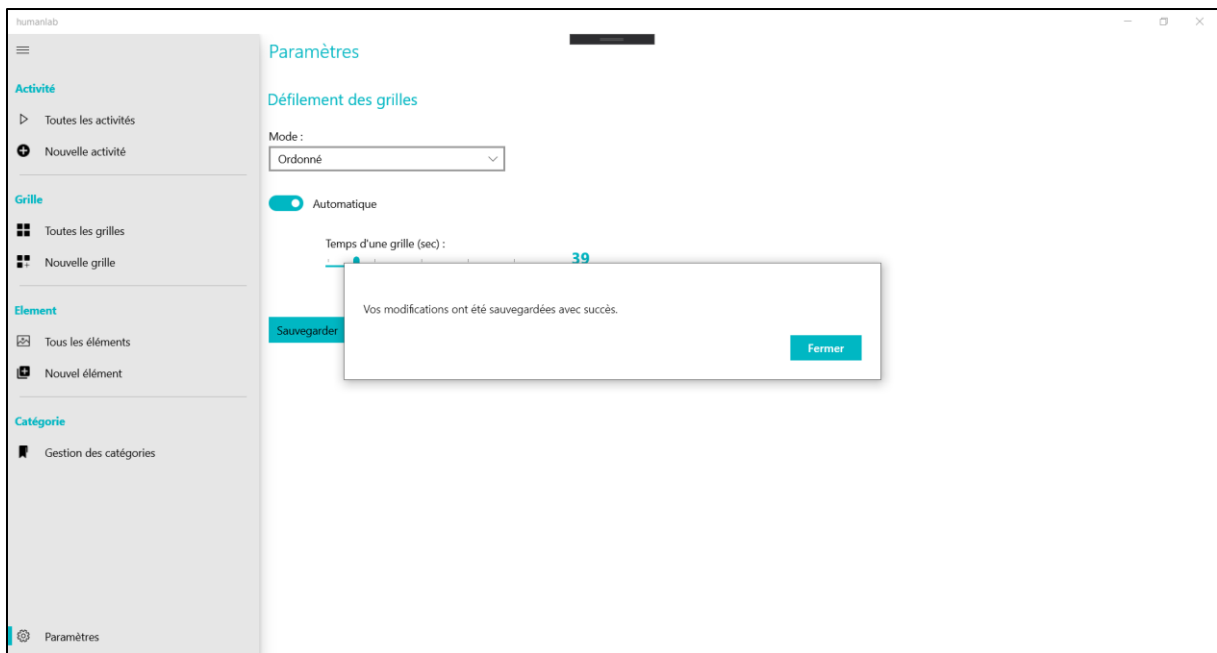 humanlab
Activité
Toutes les activités
Nouvelle activité
Grille
Toutes les grilles
Nouvelle grille
Element
Tous les éléments
Nouvel élément
Catégorie
Gestion des catégories
Paramètres
Paramètres
Défilement des grilles
Mode :
Ordonné
Automatique
Temps d'une grille (sec) :
39
Sauvegarder
Vos modifications ont été sauvegardées avec succès.
Fermer